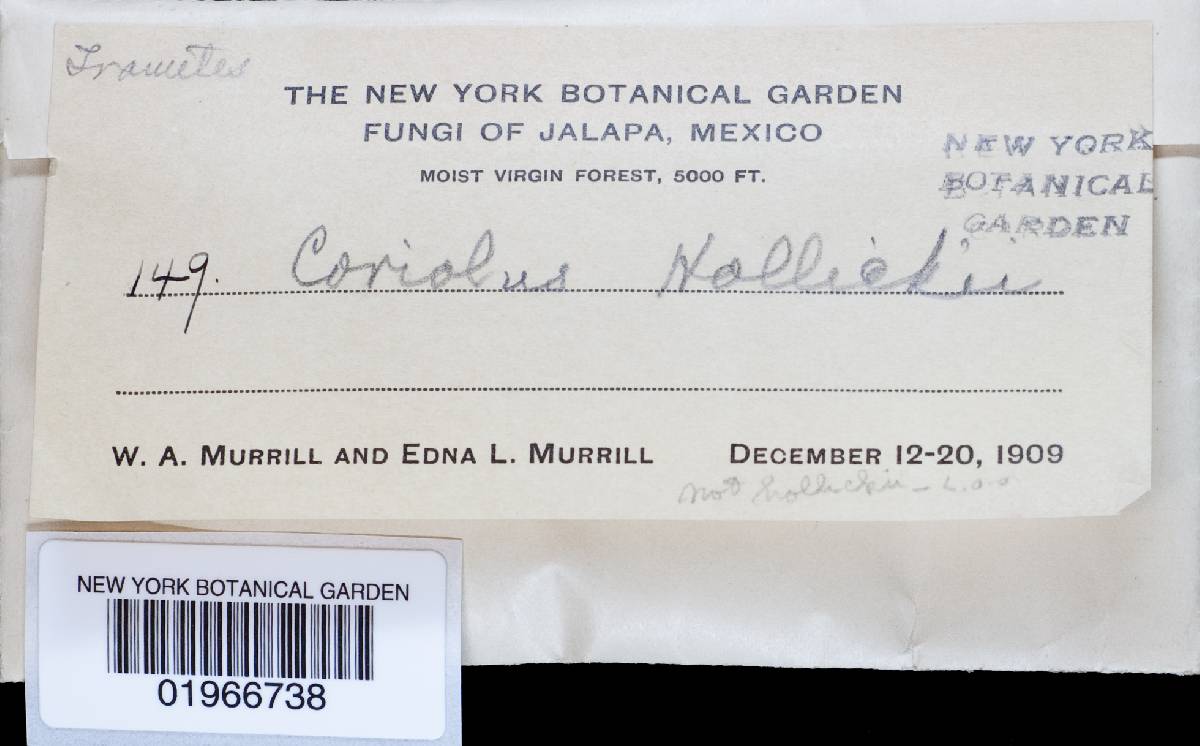 Trametes
THE NEW YORK BOTANICAL GARDEN
FUNGI OF JALAPA, MEXICO
MOIST VIRGIN FOREST, 5000 FT.
NEW YORK
BOTANICAL
GARDEN
149. Coriolus Hollickii
W. A. MURRILL AND EDNA L. MURRILL DECEMBER 12-20, 1909
not hollickii - L.O.O
NEW YORK BOTANICAL GARDEN
01966738